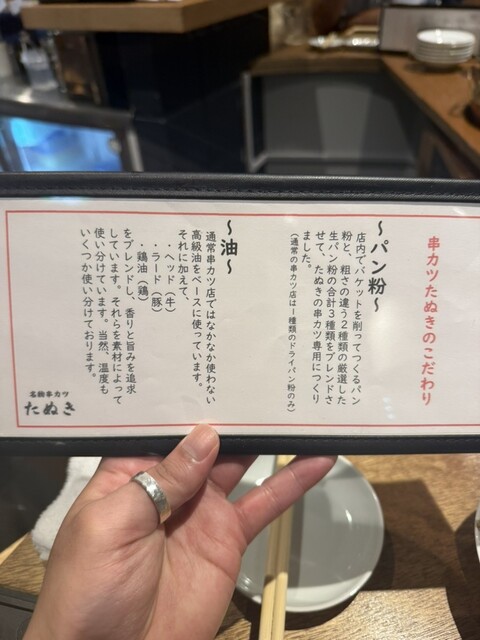 串カツたぬきのこだわり
〜パン粉〜
店内でバケットを削ってつくるパン
粉と、粗さの違う2種類の厳選した
生パン粉の合計3種類をブレンドさ
せて、たぬきの串カツ専用につくり
ました。
(通常の串カツ店は1種類のドライパン粉のみ)
〜油〜
通常串カツ店ではなかなか使わない
高級油をベースに使っています。
それに加えて、
・ヘッド(牛)
・ラード(豚)
・鶏油(鶏)
をブレンドし、香りと旨みを追求
しています。それらを素材によって
使い分けています。当然、温度も
いくつか使い分けております。
高級串カツ
たぬき